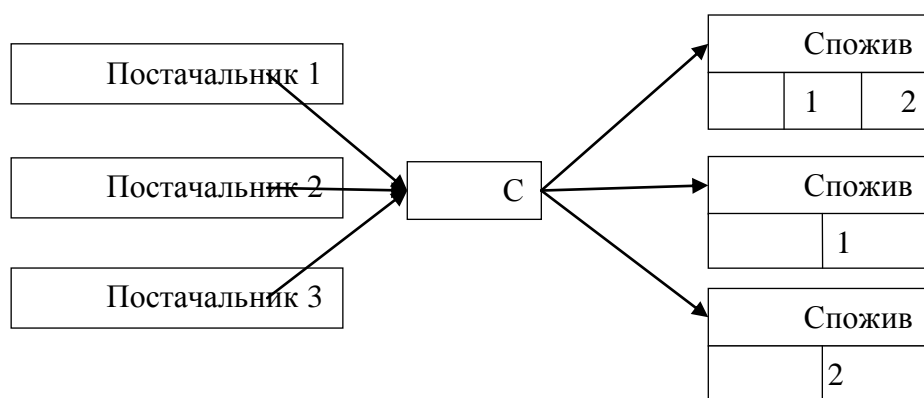 Постачальник 1
Постачальник 2
Постачальник 3
С
Спожив
1 2
Спожив
1
Спожив
2